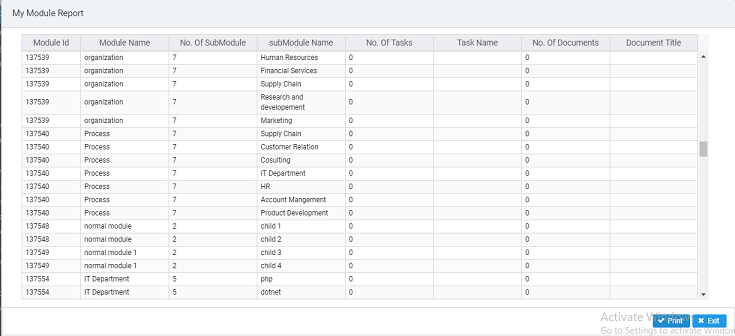 My Module Report
Module Id Module Name No. Of SubModule subModule Name No. Of Tasks Task Name No. Of Documents Document Title
137539 organization 7 Human Resources 0 0
137539 organization 7 Financial Services 0 0
137539 organization 7 Supply Chain 0 0
137539 organization 7 Research and developement 0 0
137539 organization 7 Marketing 0 0
137540 Process 7 Supply Chain 0 0
137540 Process 7 Customer Relation 0 0
137540 Process 7 Cosulting 0 0
137540 Process 7 IT Department 0 0
137540 Process 7 HR 0 0
137540 Process 7 Account Mangement 0 0
137540 Process 7 Product Development 0 0
137548 normal module 2 child 1 0 0
137548 normal module 2 child 2 0 0
137549 normal module 1 2 child 3 0 0
137549 normal module 1 2 child 4 0 0
137554 IT Department 5 php 0 0
137554 IT Department 5 dotnet 0 0
Activate
Print Exit
Go to Settings to activate Window